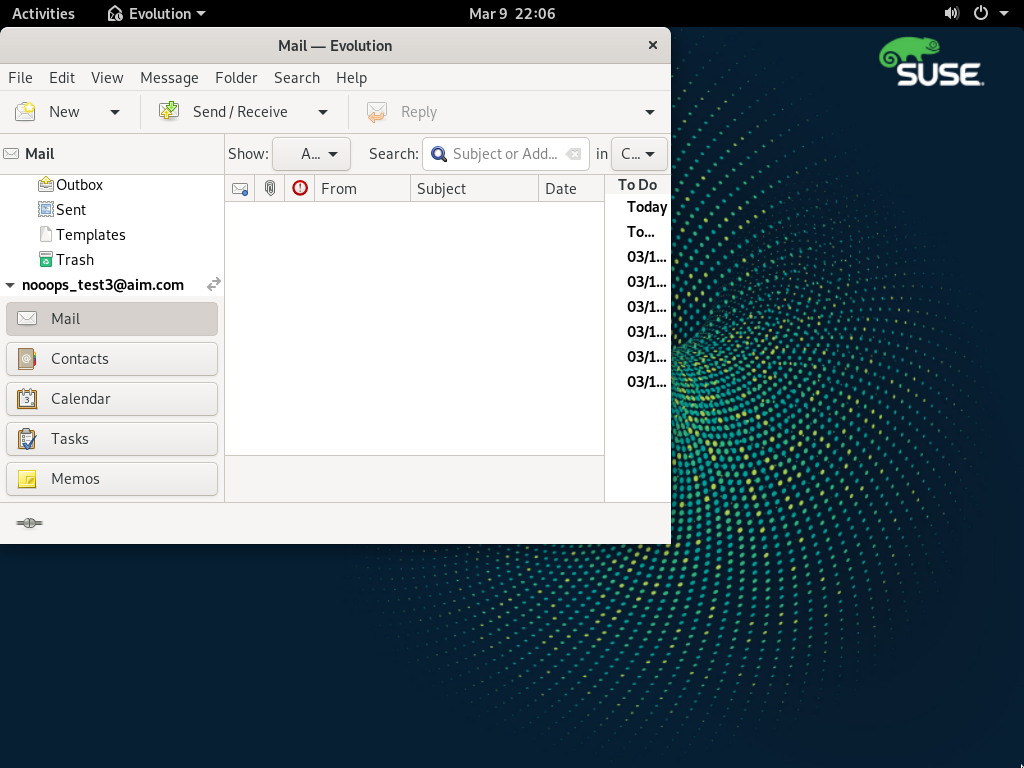 Activities Evolution Mar 9 22:06
SUSE
Mail — Evolution
File Edit View Message Folder Search Help
New Send / Receive Reply
Mail Show: A... Search: Subject or Add... in C...
From Subject Date To Do
Outbox
Sent
Templates
Trash
nooops_test3@aim.com
Mail
Contacts
Calendar
Tasks
Memos
Today
To...
03/1...
03/1...
03/1...
03/1...
03/1...
03/1...